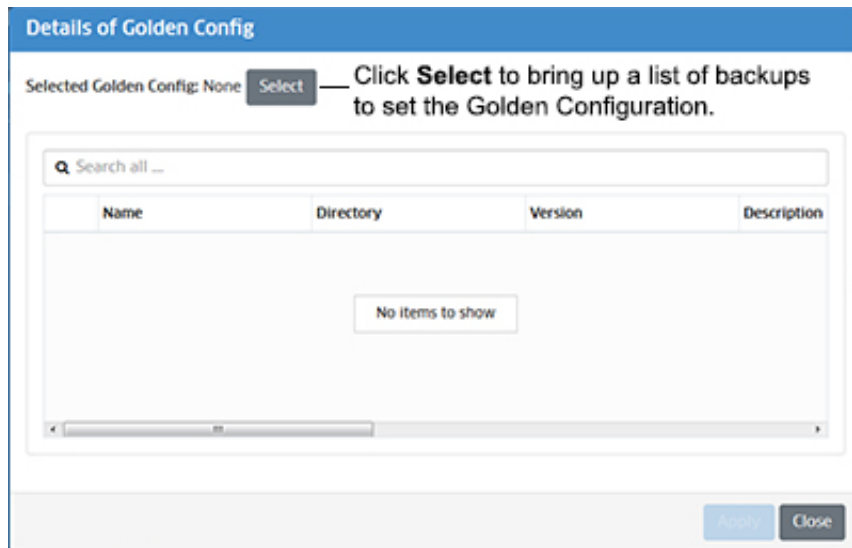 Details of Golden Config
Selected Golden Config: None Select
Click Select to bring up a list of backups
to set the Golden Configuration.
Search all ...
Name Directory Version Description
No items to show
Apply Close